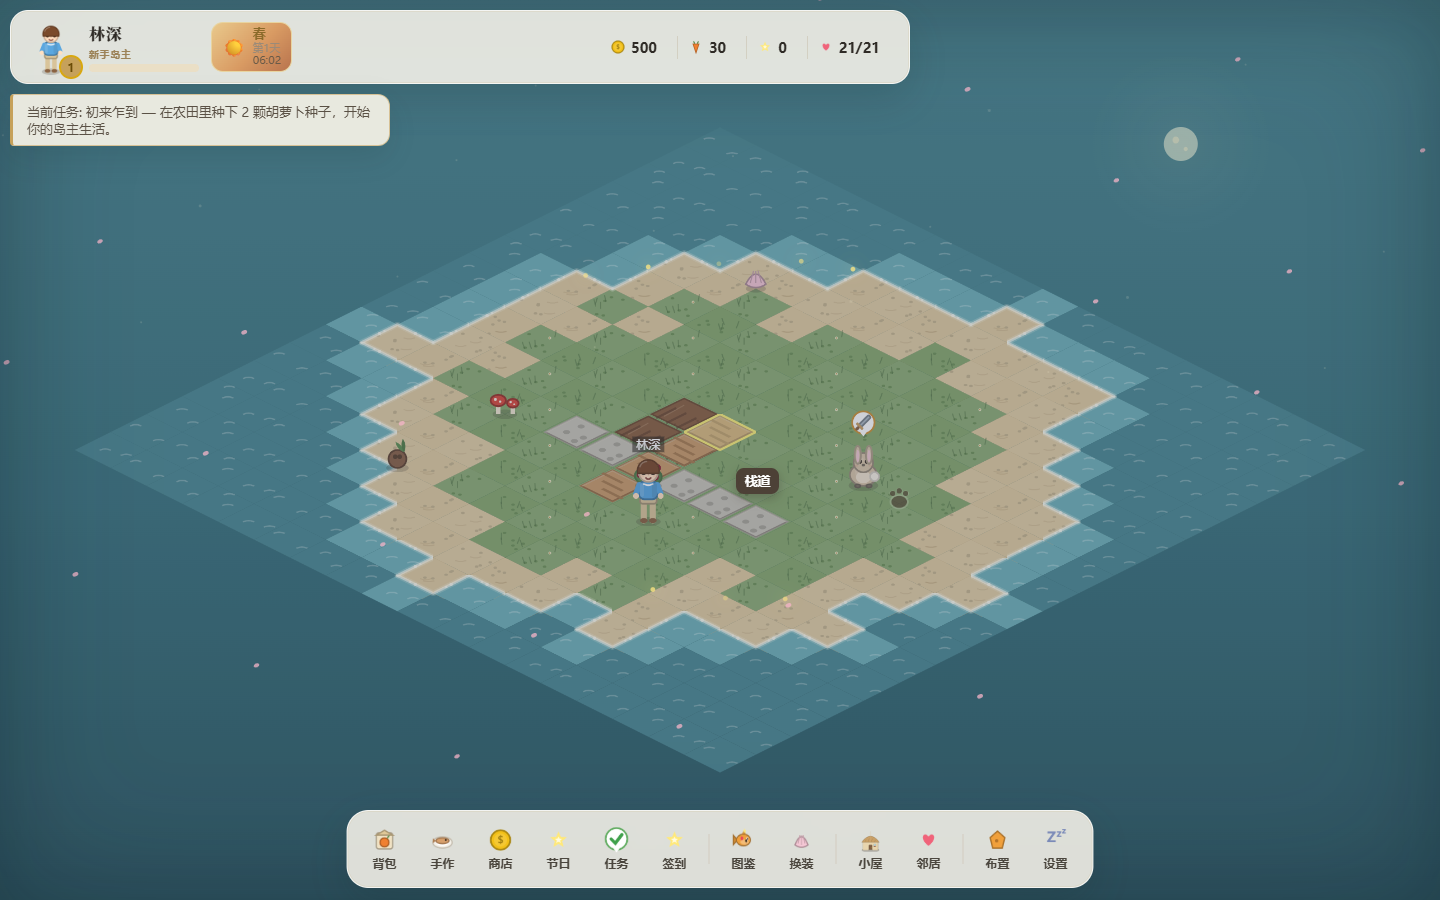 林深
新手岛主
1
春
第1天
06:02
500
30
0
21/21
当前任务: 初来乍到 — 在农田里种下 2 颗胡萝卜种子，开始
你的岛主生活。
林深
栈道
背包
手作
商店
节日
任务
签到
图鉴
换装
小屋
邻居
布置
设置